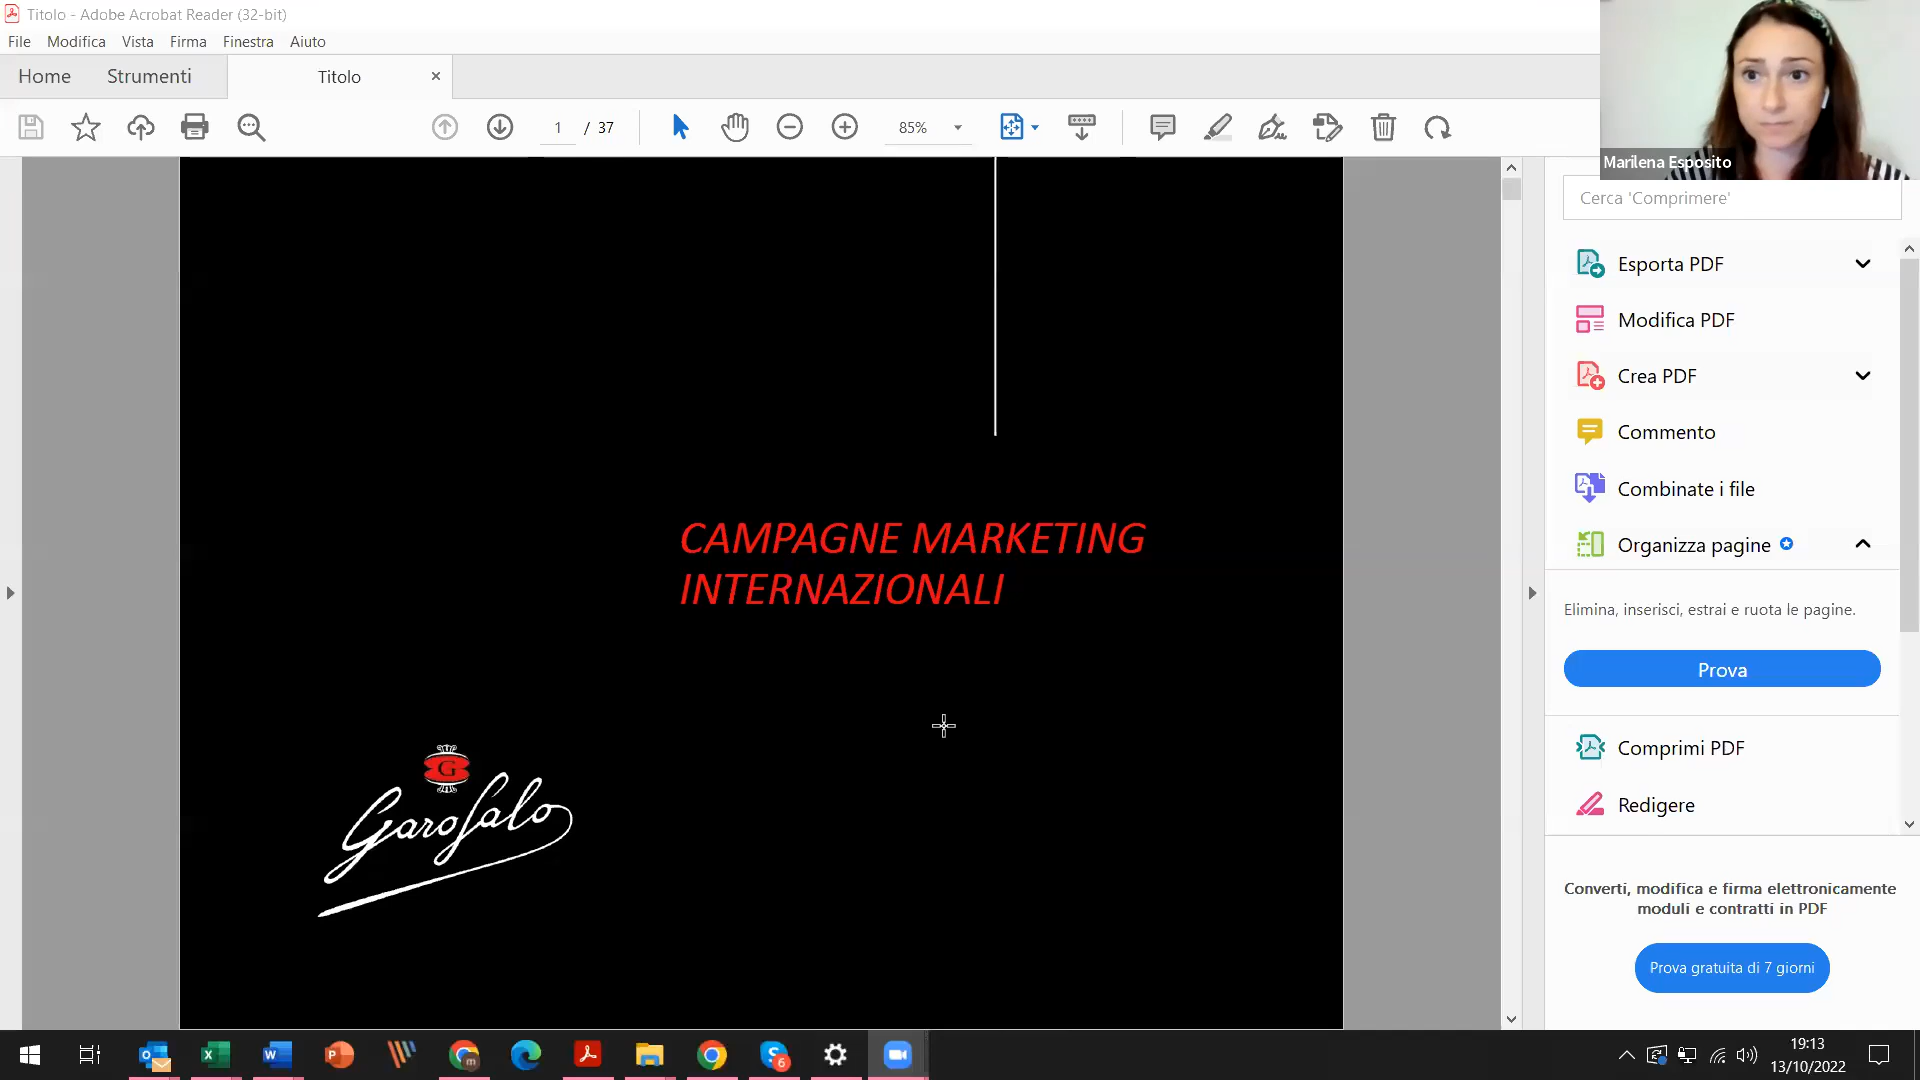 Titolo - Adobe Acrobat Reader (32-bit)
File Modifica Vista Firma Finestra Aiuto
Home Strumenti Titolo
1 / 37 85%
Marilena Esposito
Cerca 'Comprimere'
Esporta PDF
Modifica PDF
Crea PDF
Commento
Combinate i file
Organizza pagine
Elimina, inserisci, estrai e ruota le pagine.
Prova
Comprimi PDF
Redigere
Converti, modifica e firma elettronicamente
moduli e contratti in PDF
Prova gratuita di 7 giorni
CAMPAGNE MARKETING
INTERNAZIONALI
G
Garofalo
19:13
13/10/2022
6